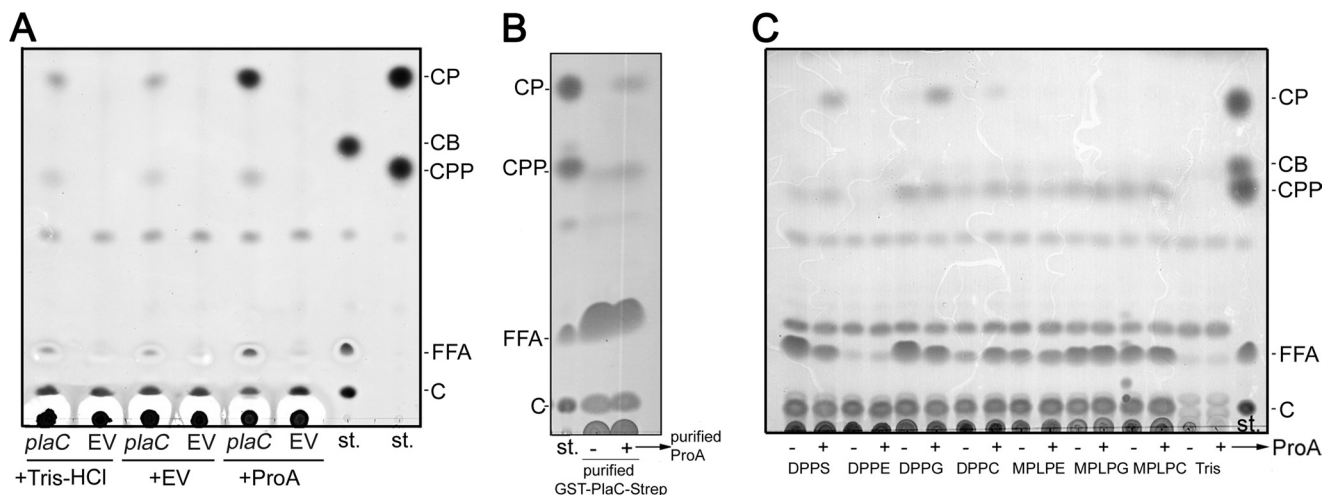 A
-CP
-CB
-CPP
-FFA
-C
plaC EV plaC EV plaC EV st. st.
+Tris-HCl +EV +ProA
B
CP-
CPP-
FFA-
C-
st. - + purified ProA
purified
GST-PlaC-Strep
C
-CP
-CB
-CPP
-FFA
-C
st.
- + - + - + - + - + - + - + - + ProA
DPPS DPPE DPPG DPPC MPLPE MPLPG MPLPC Tris